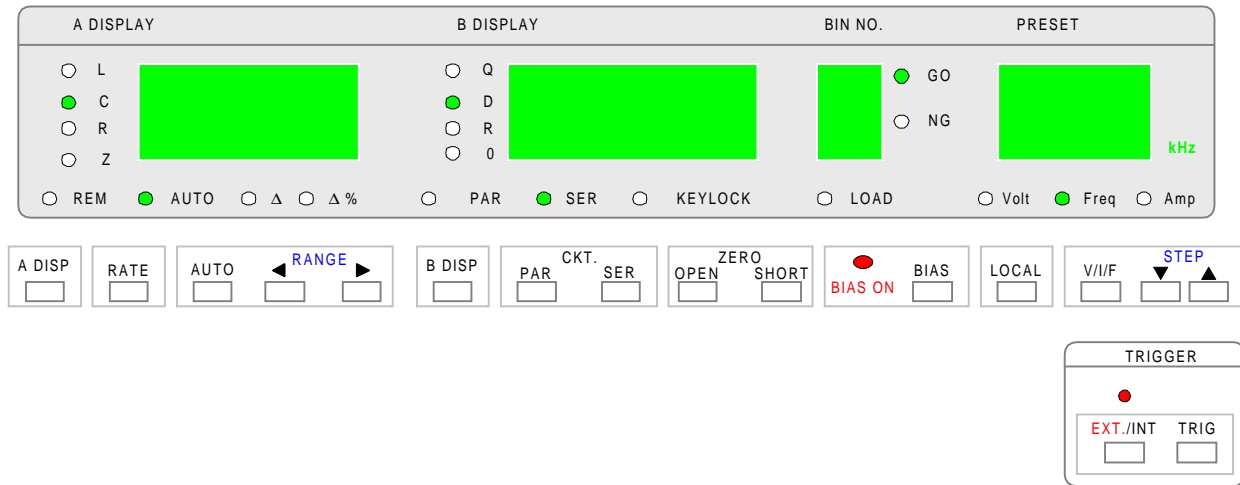 A DISPLAY B DISPLAY BIN NO. PRESET
L Q GO
C D
R R NG
Z 0 kHz
REM AUTO Δ Δ % PAR SER KEYLOCK LOAD Volt Freq Amp
A DISP RATE AUTO RANGE B DISP CKT. PAR SER ZERO OPEN SHORT BIAS ON BIAS LOCAL V/I/F STEP
TRIGGER
EXT./INT TRIG